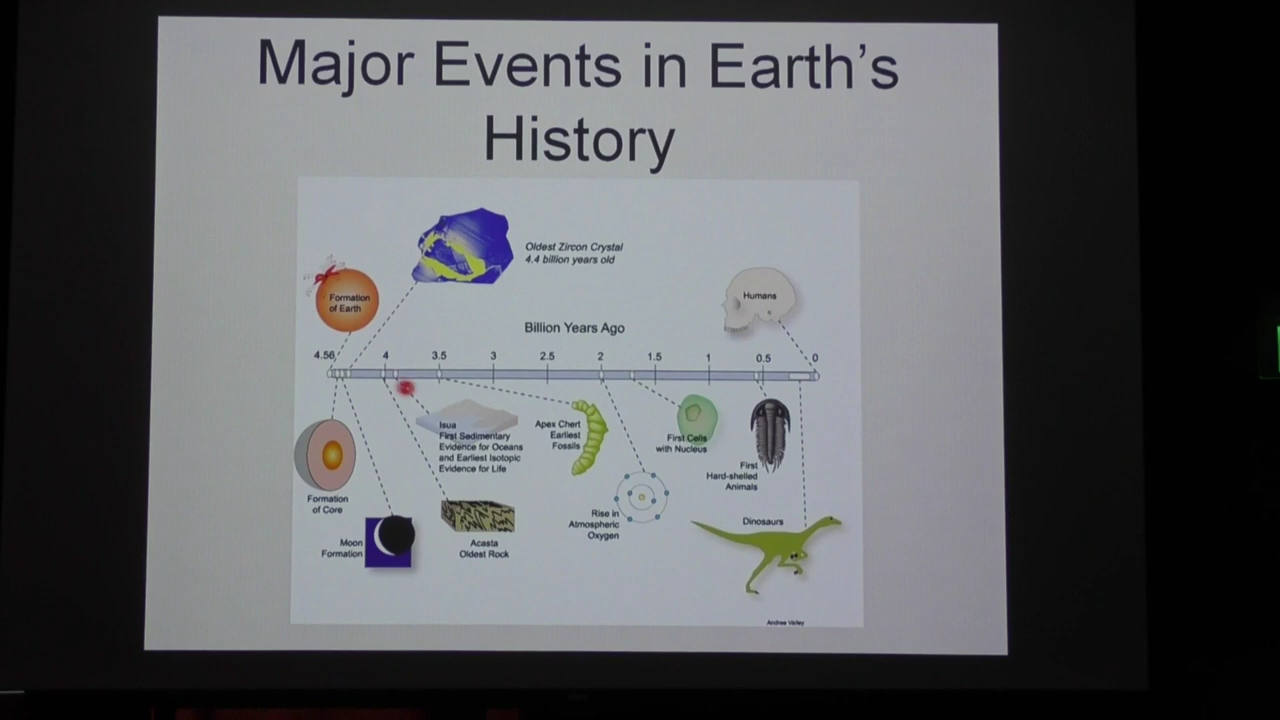 Major Events in Earth's
History
Oldest Zircon Crystal
4.4 billion years old
Formation
of Earth
Humans
Billion Years Ago
4.56 4 3.5 3 2.5 2 1.5 1 0.5 0
Isua
First Sedimentary
Evidence for Oceans
and Earliest Isotopic
Evidence for Life
Apex Chert
Earliest
Fossils
First Cells
with Nucleus
First
Hard-shelled
Animals
Formation
of Core
Moon
Formation
Acasta
Oldest Rock
Rise in
Atmospheric
Oxygen
Dinosaurs
Andree Valley